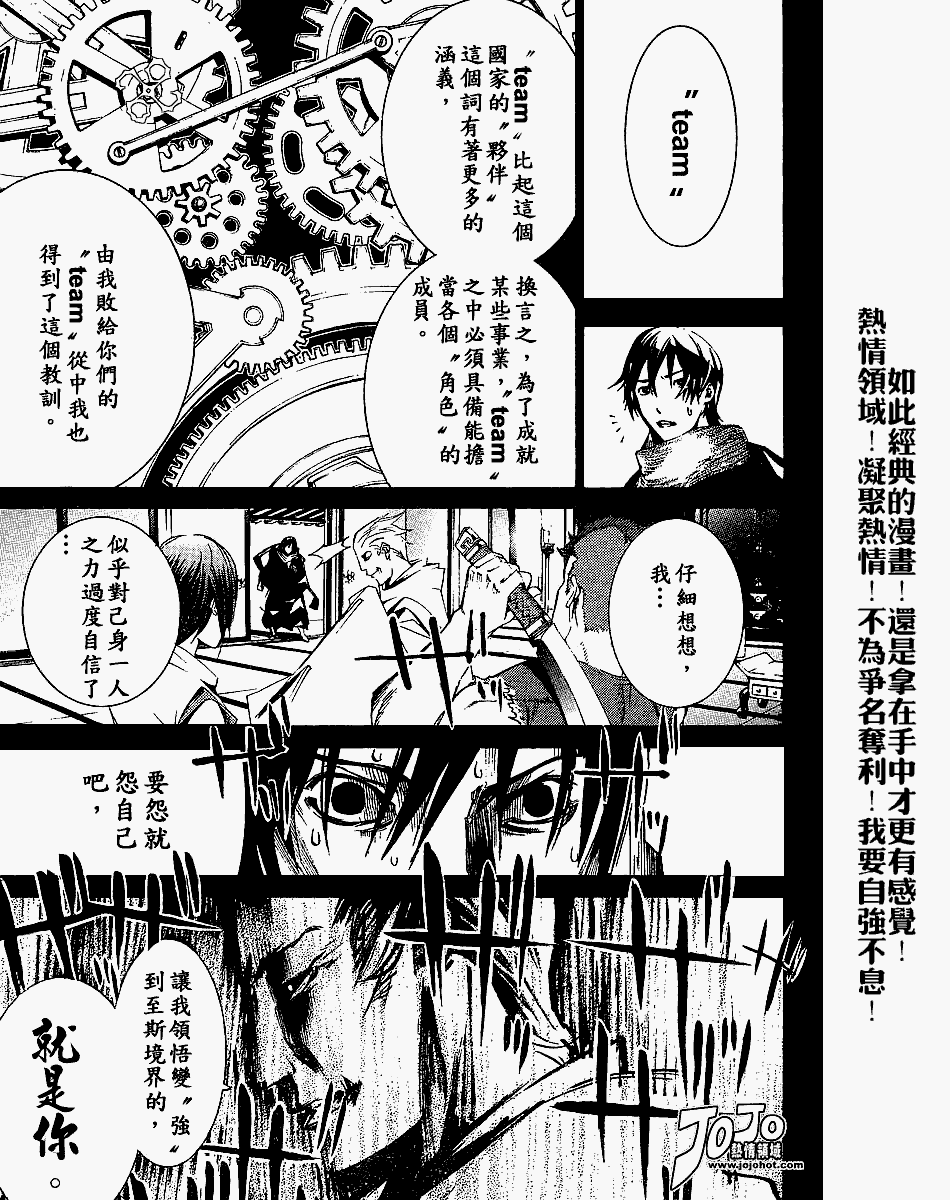 "team"
"team"比起這個
國家的"夥伴"
這個詞有著更多的
涵義，
換言之，為了成就
某些事業，"team"
之中必須具備能擔
當各個"角色"的
成員。
由我敗給你們的
"team"從中我也
得到了這個教訓。
仔細想想，
我…
似乎對己身一人
之力過度自信了
…
要怨就
怨自己
吧，
讓我領悟變"強"
到至斯境界的，
就是你。
如此經典的漫畫！還是拿在手中才更有感覺！
熱情領域！凝聚熱情！不為爭名奪利！我要自強不息！
JOJO
熱情領域
www.jojohot.com